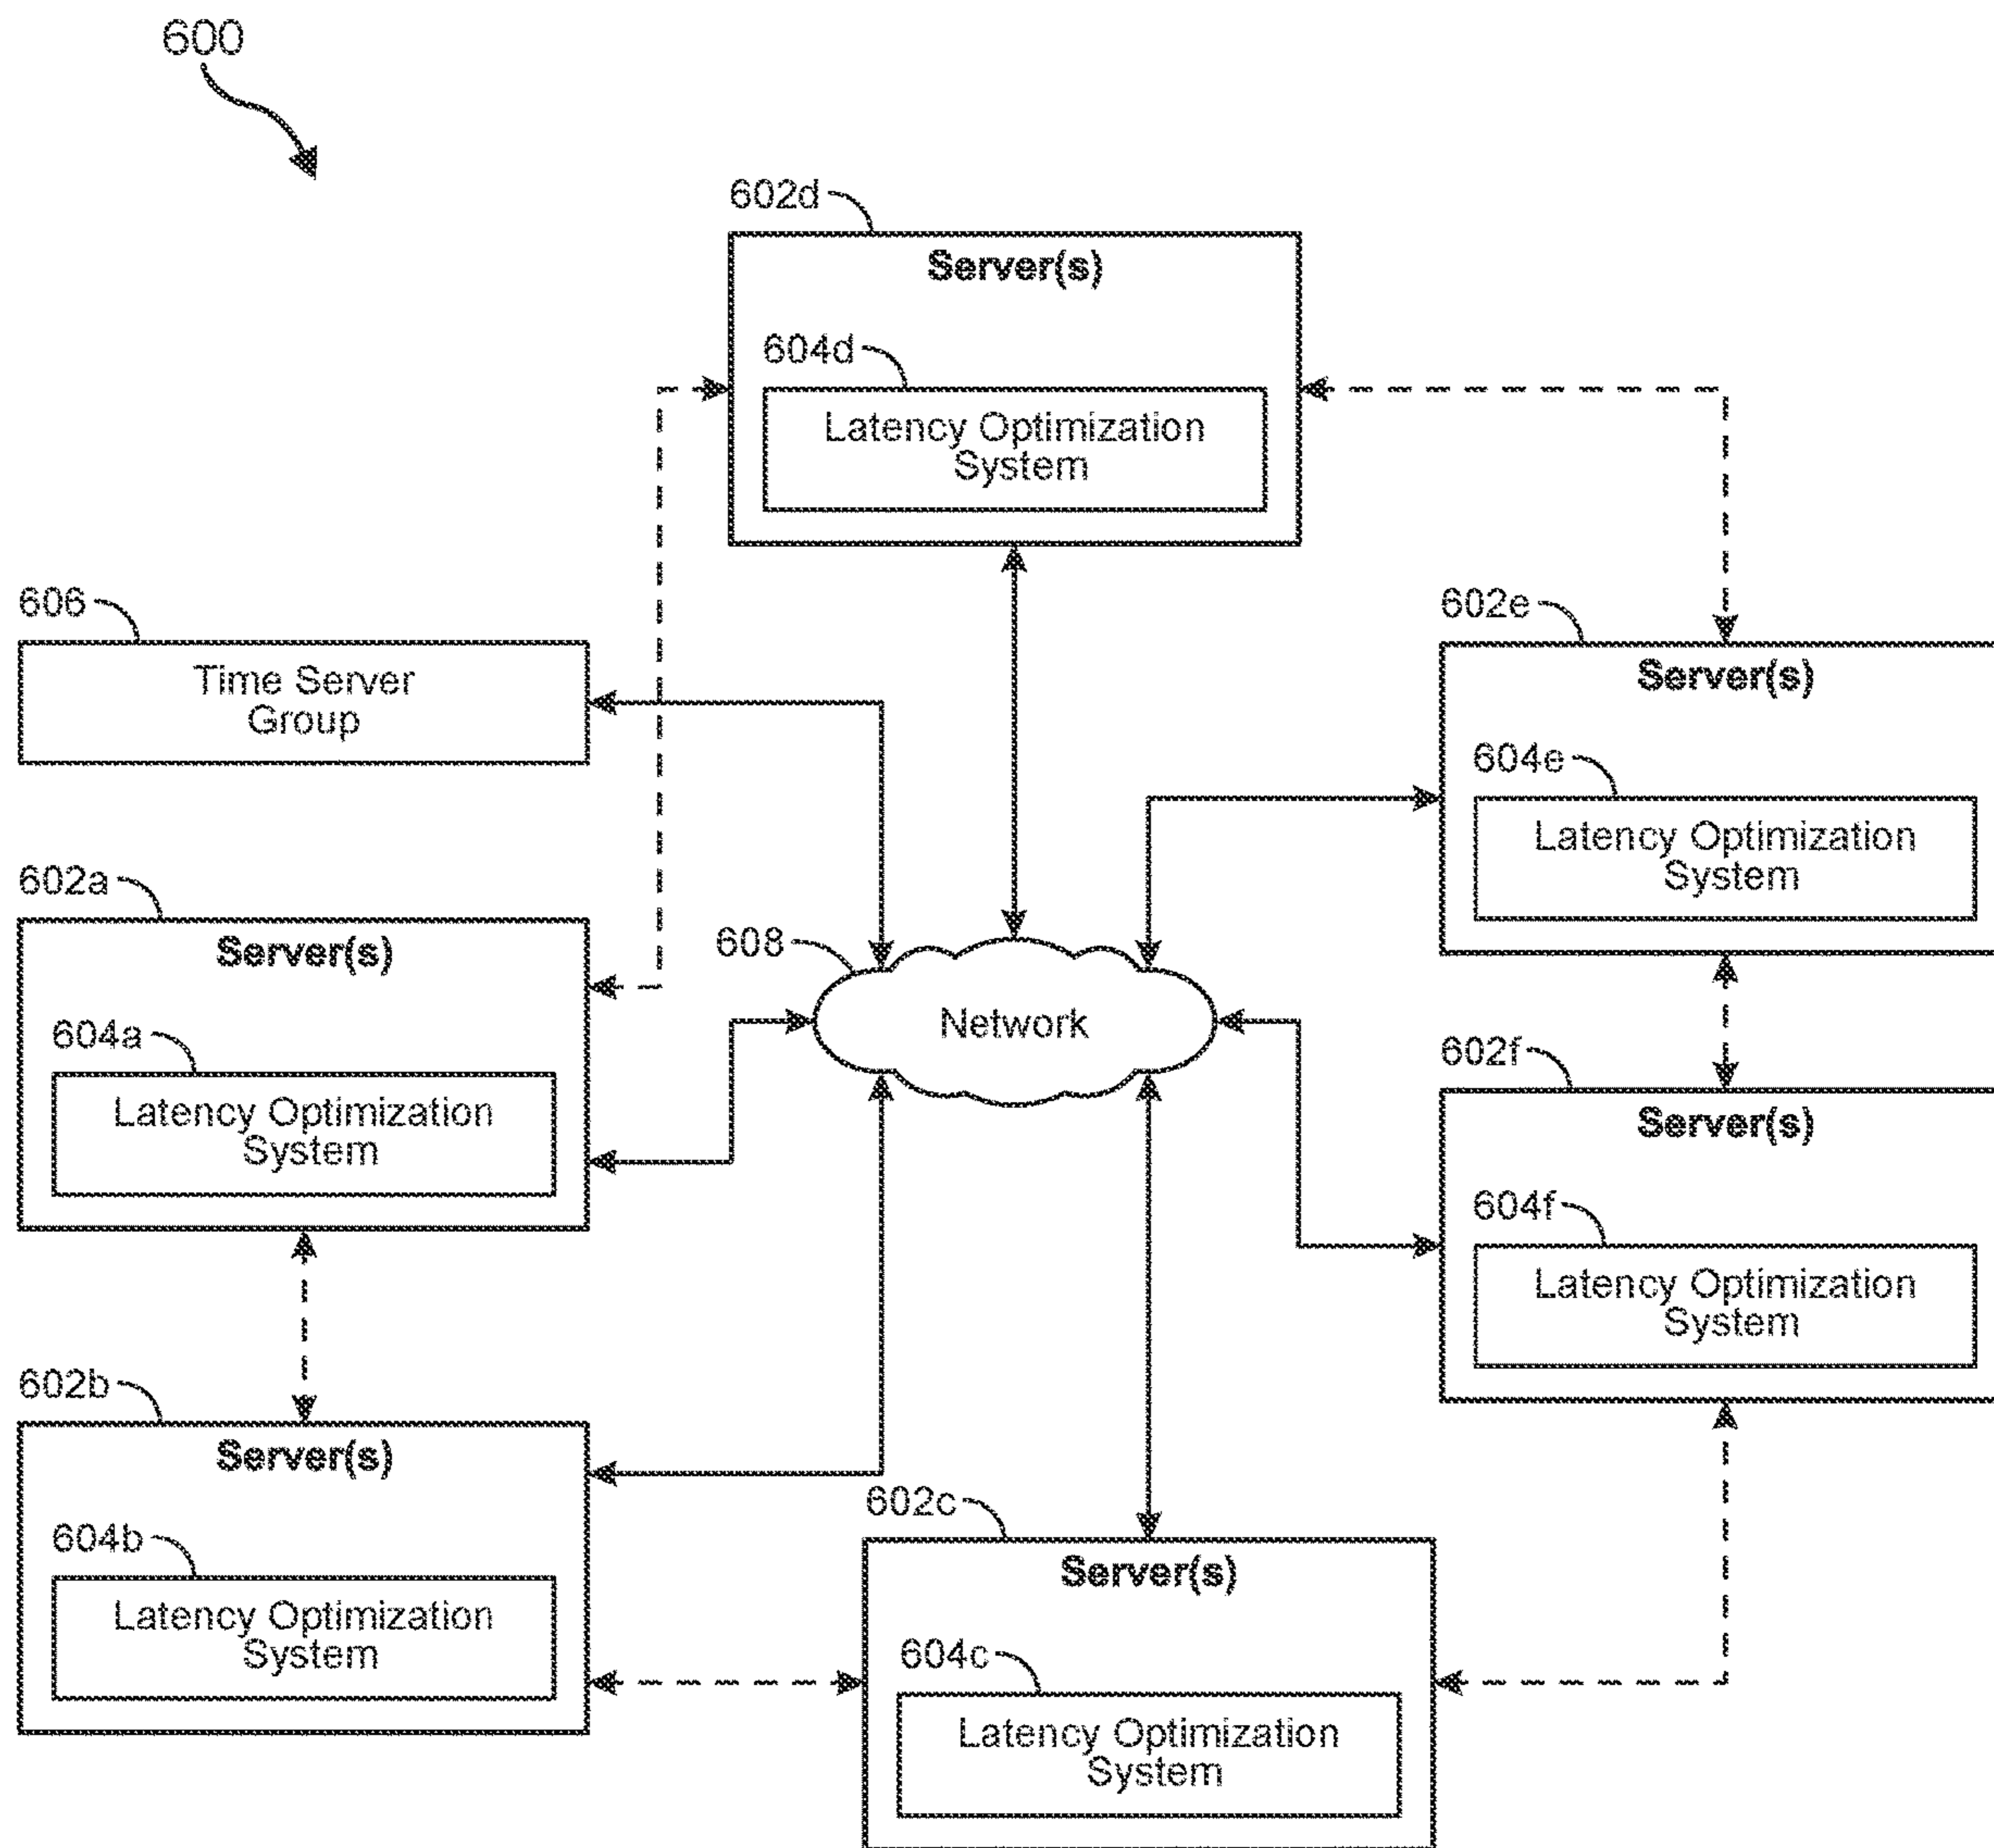 600
602d
Server(s)
604d
Latency Optimization
System
606
Time Server
Group
602e
Server(s)
604e
Latency Optimization
System
602a
Server(s)
604a
Latency Optimization
System
608
Network
602f
Server(s)
604f
Latency Optimization
System
602b
Server(s)
604b
Latency Optimization
System
602c
Server(s)
604c
Latency Optimization
System